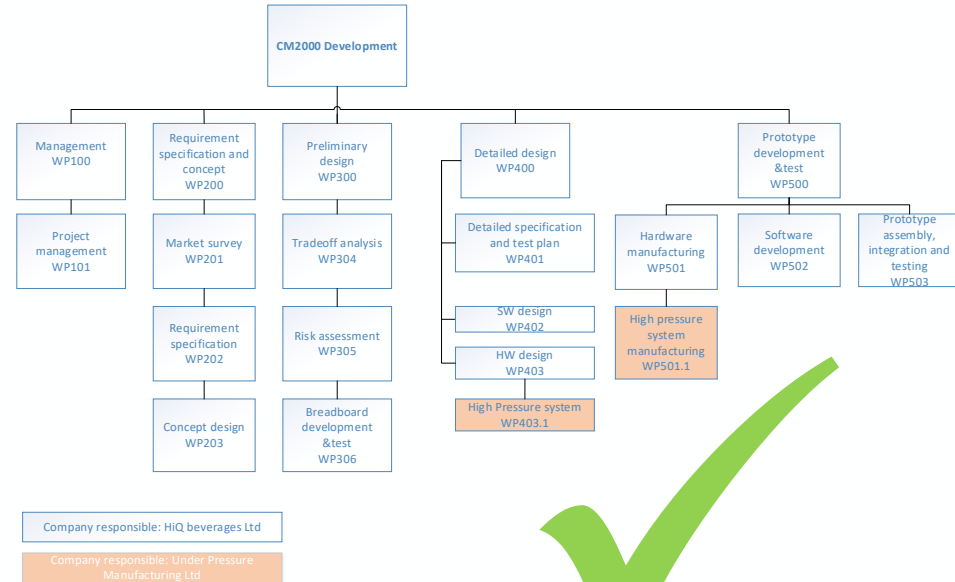 CM2000 Development
Management
WP100
Requirement
specification and
concept
WP200
Preliminary
design
WP300
Detailed design
WP400
Prototype
development
&test
WP500
Project
management
WP101
Market survey
WP201
Tradeoff analysis
WP304
Detailed specification
and test plan
WP401
Hardware
manufacturing
WP501
Software
development
WP502
Prototype
assembly,
integration and
testing
WP503
Requirement
specification
WP202
Risk assessment
WP305
SW design
WP402
HW design
WP403
High pressure
system
manufacturing
WP501.1
Concept design
WP203
Breadboard
development
&test
WP306
High Pressure system
WP403.1
Company responsible: HiQ beverages Ltd
Company responsible: Under Pressure
Manufacturing Ltd